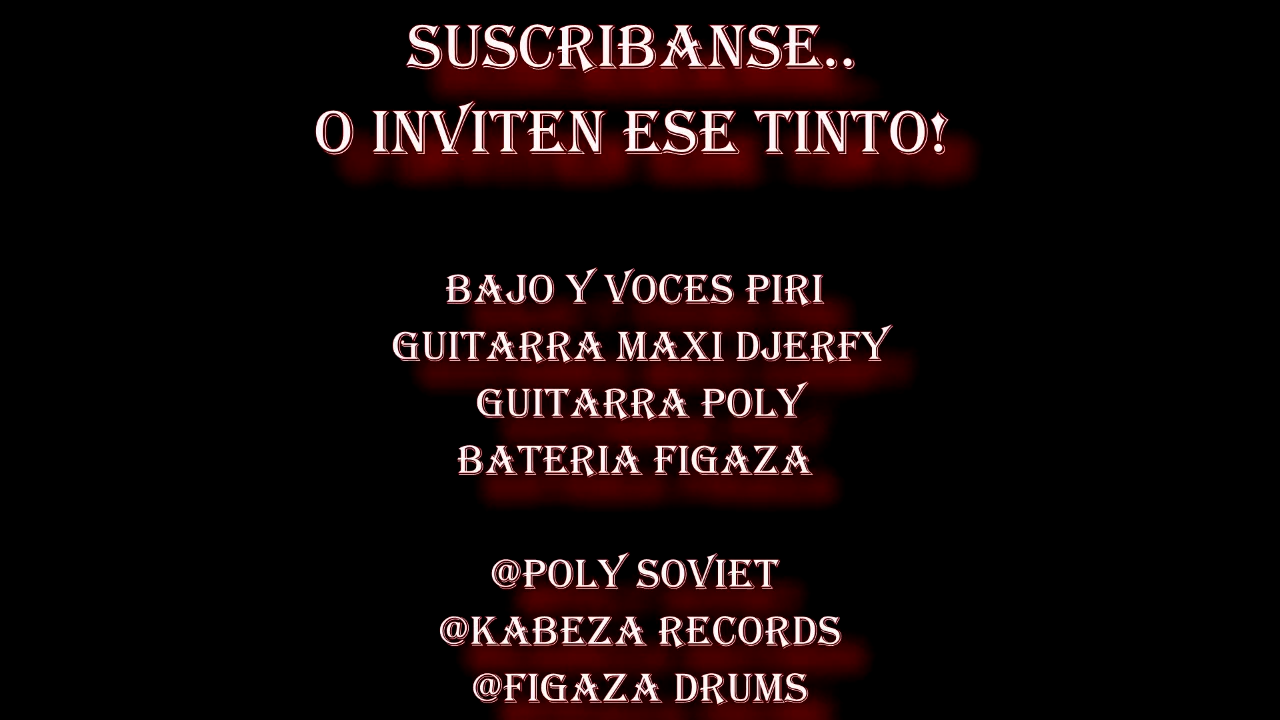 SUSCRIBANSE..
O INVITEN ESE TINTO!
BAJO Y VOCES PIRI
GUITARRA MAXI DJERFY
GUITARRA POLY
BATERIA FIGAZA
@POLY SOVIET
@KABEZA RECORDS
@FIGAZA DRUMS